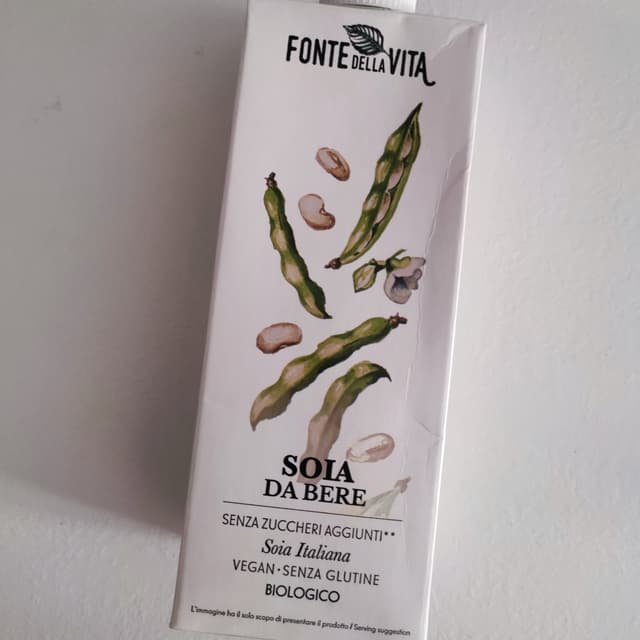 FONTE DELLA VITA
SOIA
DA BERE
SENZA ZUCCHERI AGGIUNTI**
Soia Italiana
VEGAN · SENZA GLUTINE
BIOLOGICO
L'immagine ha il solo scopo di presentare il prodotto / Serving suggestion